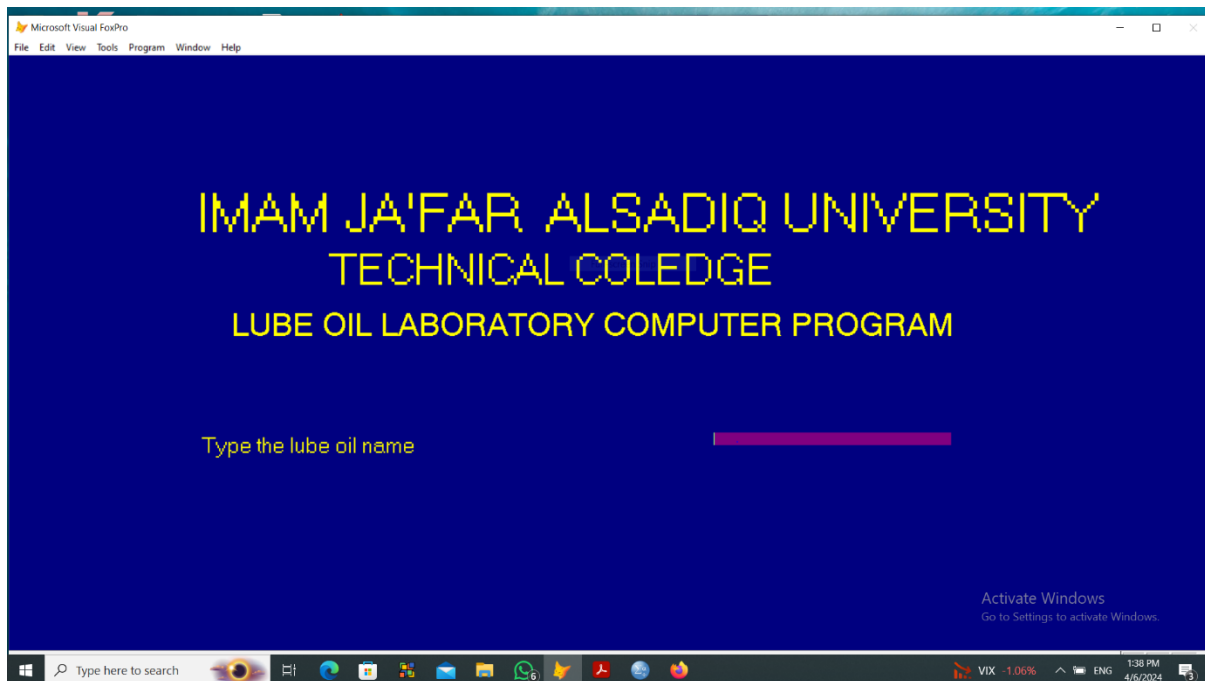 Microsoft Visual FoxPro
File Edit View Tools Program Window Help
IMAM JA'FAR ALSADIQ UNIVERSITY
TECHNICAL COLEDGE
LUBE OIL LABORATORY COMPUTER PROGRAM
Type the lube oil name
Activate Windows
Go to Settings to activate Windows.
Type here to search
6
VIX -1.06%
ENG
1:38 PM
4/6/2024
3